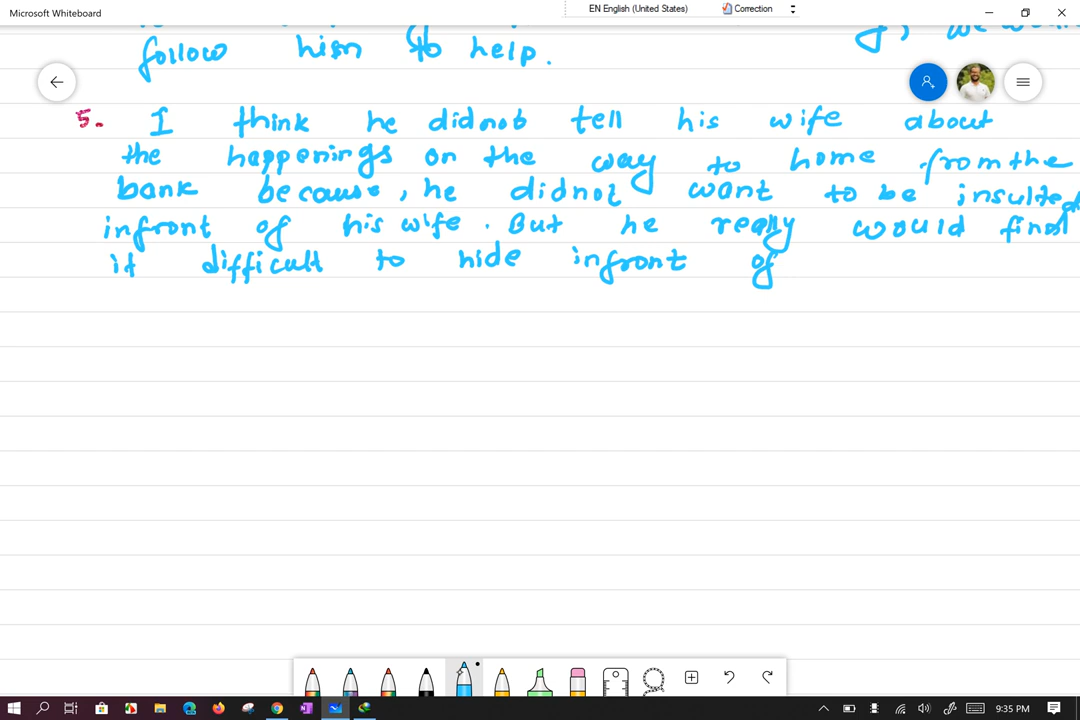 Microsoft Whiteboard
EN English (United States) Correction
follow him to help.
5. I think he didnot tell his wife about
the happenings on the way to home from the
bank because, he didnot want to be insulted
infront of his wife. But he really would find
it difficult to hide infront of
9:35 PM